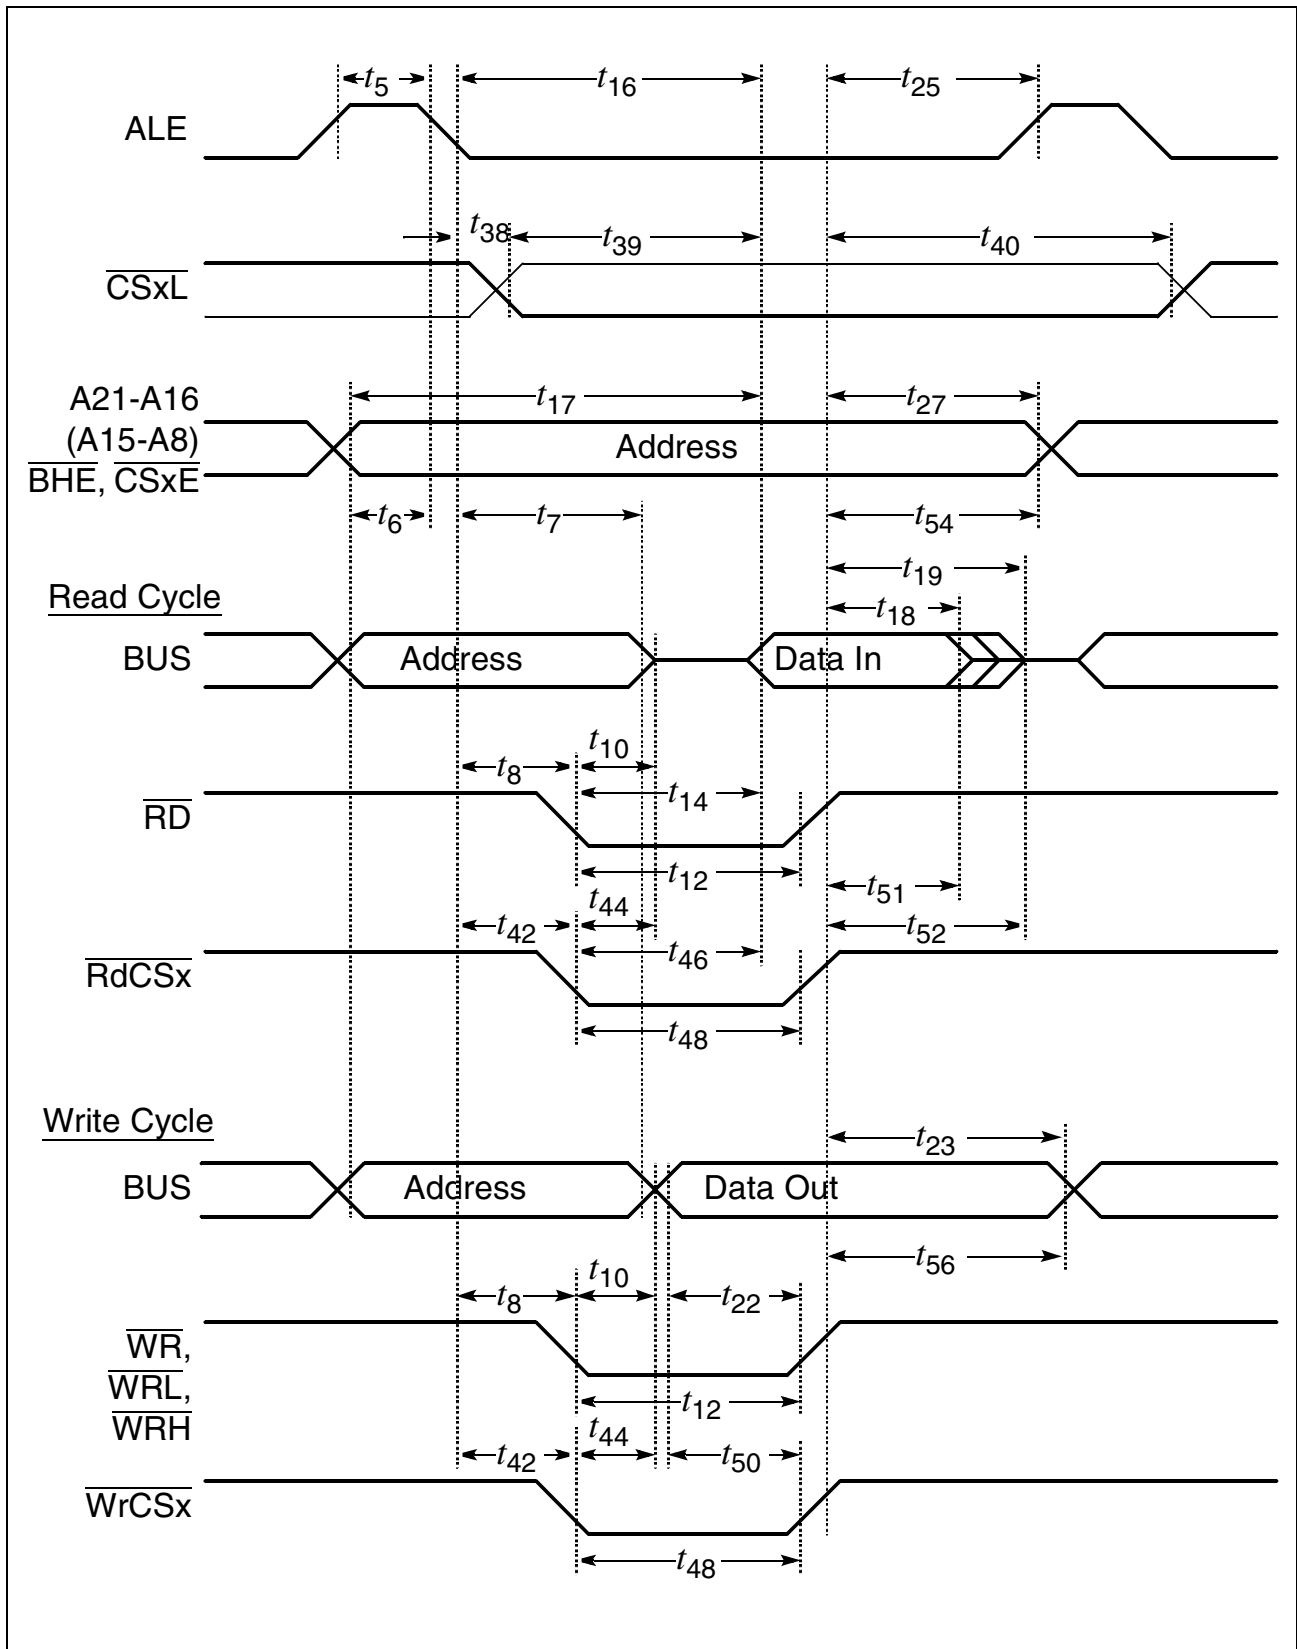 t5 t16 t25
ALE
t38 t39 t40
CSxL
A21-A16
(A15-A8)
BHE, CSxE
t17 t27
Address
t6 t7 t54
t19
Read Cycle
t18
BUS Address Data In
t10
t8
t14
RD
t12
t51
t44
t42 t52
t46
RdCSx
t48
Write Cycle
t23
BUS Address Data Out
t56
t10
t8 t22
WR,
WRL,
WRH
t12
t44
t42 t50
WrCSx
t48